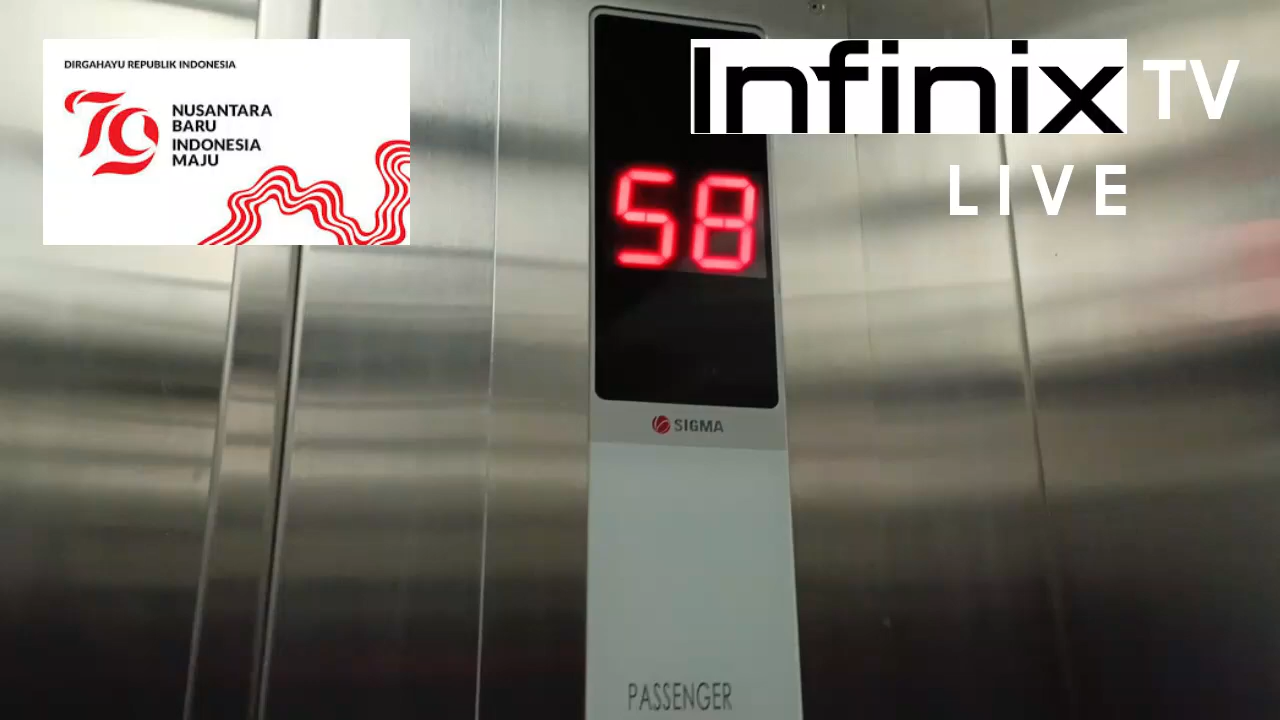 DIRGAHAYU REPUBLIK INDONESIA
79
NUSANTARA
BARU
INDONESIA
MAJU
Infinix TV
LIVE
58
SIGMA
PASSENGER